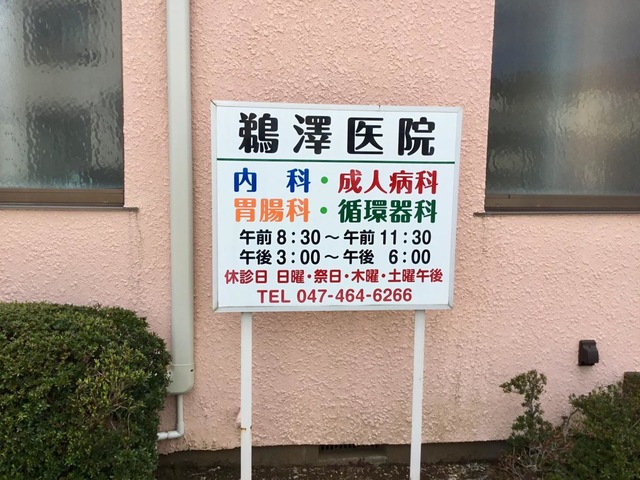 鵜澤医院
内科・成人病科
胃腸科・循環器科
午前8:30～午前11:30
午後3:00～午後 6:00
休診日 日曜・祭日・木曜・土曜午後
TEL 047-464-6266